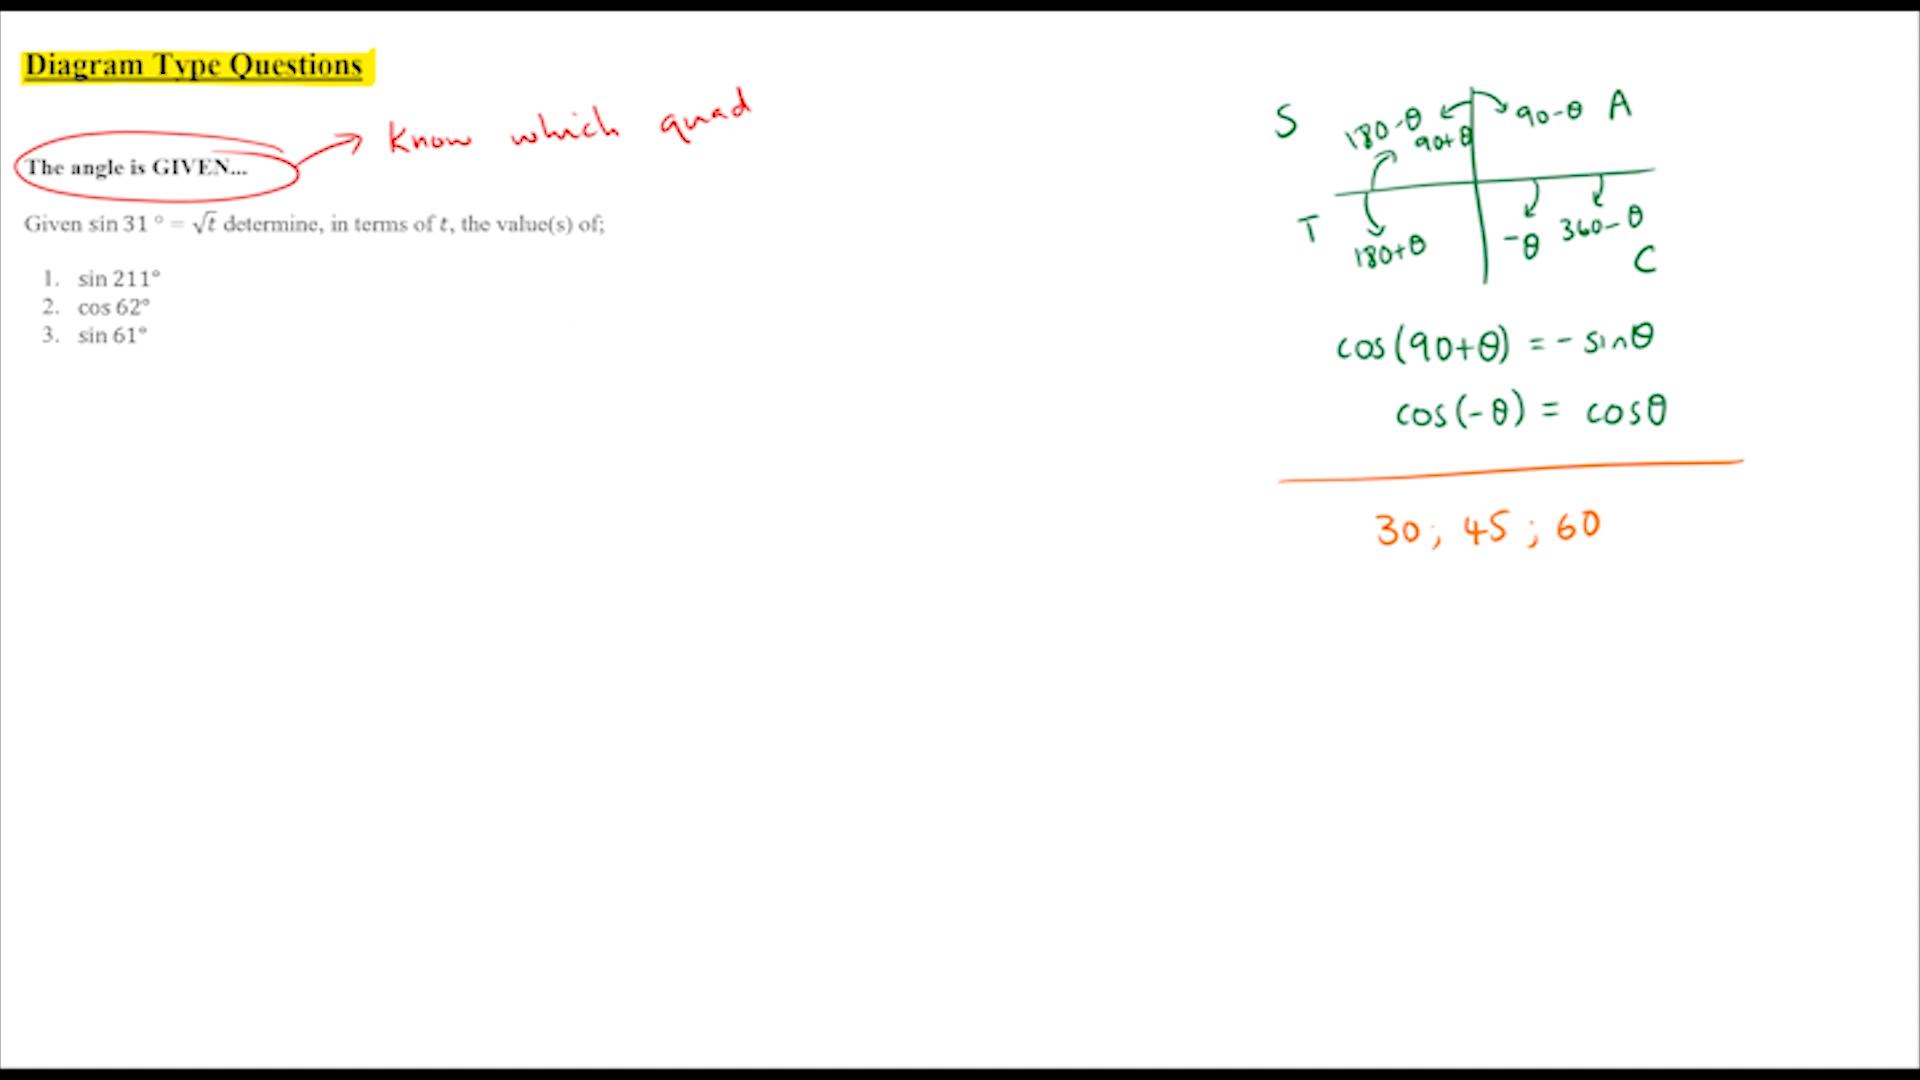 Diagram Type Questions
The angle is GIVEN...
Know which quad
Given sin 31 ° = √t determine, in terms of t, the value(s) of;
1. sin 211°
2. cos 62°
3. sin 61°
S
180-θ
90+θ
90-θ A
T
180+θ
-θ
360-θ
C
cos(90+θ) = - sinθ
cos(-θ) = cosθ
30; 45; 60